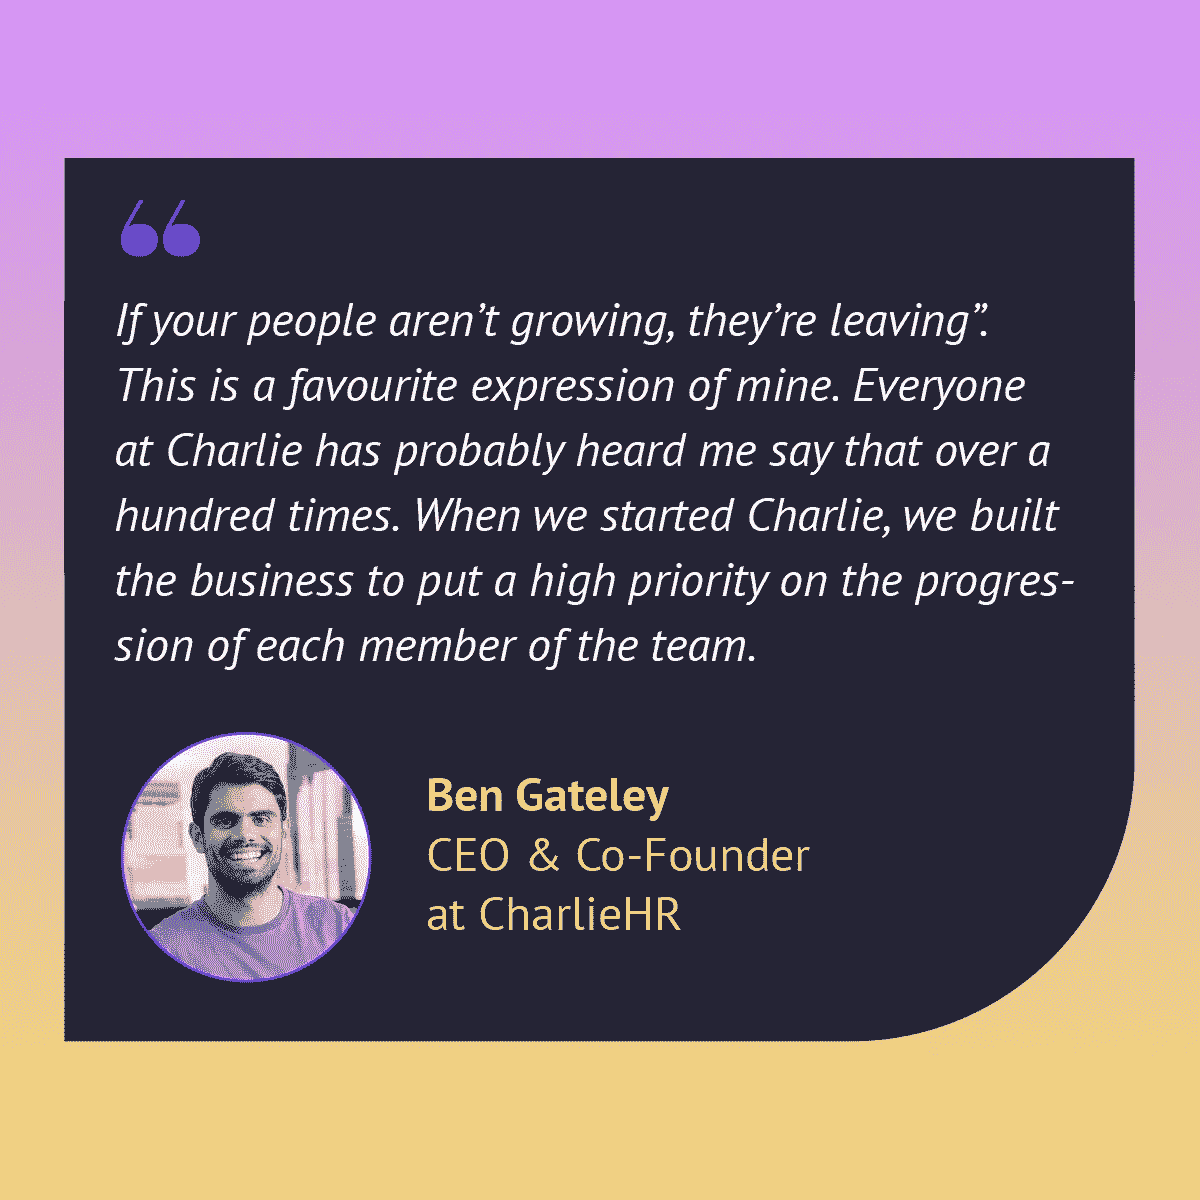 “
If your people aren’t growing, they’re leaving”.
This is a favourite expression of mine. Everyone
at Charlie has probably heard me say that over a
hundred times. When we started Charlie, we built
the business to put a high priority on the progres-
sion of each member of the team.
Ben Gateley
CEO & Co-Founder
at CharlieHR